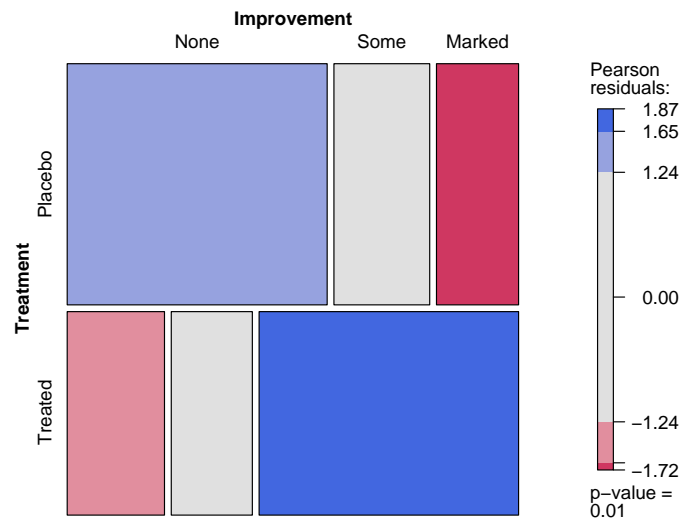 Improvement
None Some Marked
Treatment
Placebo
Treated
Pearson
residuals:
1.87
1.65
1.24
0.00
−1.24
−1.72
p−value =
0.01